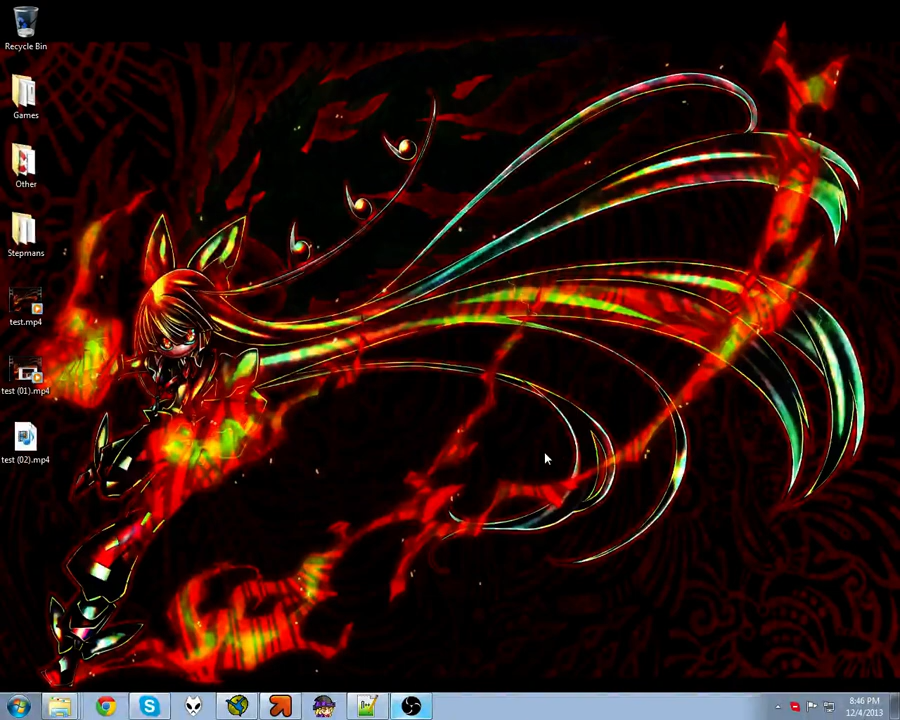 Recycle Bin
Games
Other
Stepmans
test.mp4
test (01).mp4
test (02).mp4
8:46 PM
12/4/2013